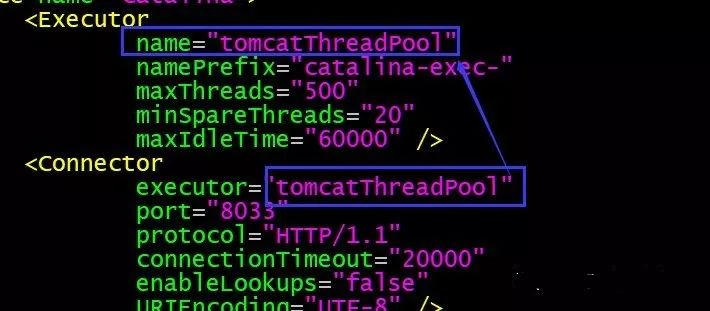 <Executor
name="tomcatThreadPool"
namePrefix="catalina-exec-"
maxThreads="500"
minSpareThreads="20"
maxIdleTime="60000" />
<Connector
executor="tomcatThreadPool"
port="8033"
protocol="HTTP/1.1"
connectionTimeout="20000"
enableLookups="false"
URIEncoding="UTF-8" />